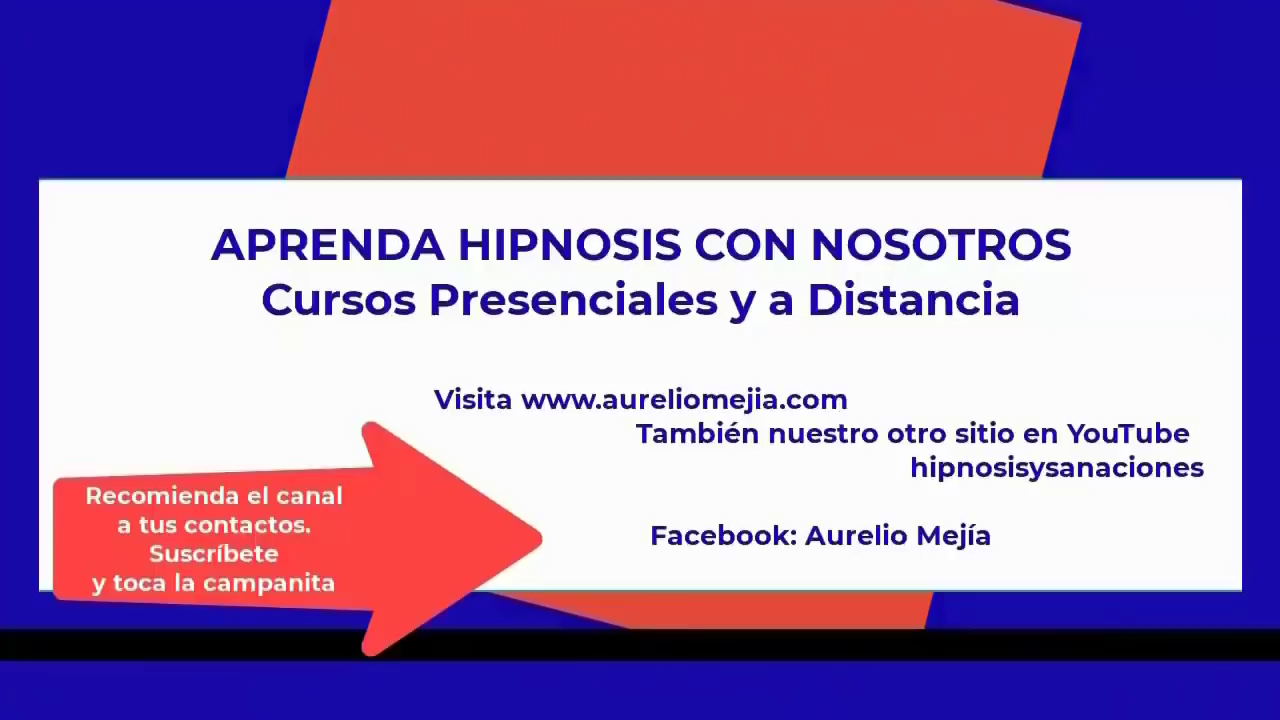 APRENDA HIPNOSIS CON NOSOTROS
Cursos Presenciales y a Distancia
Visita www.aureliomejia.com
También nuestro otro sitio en YouTube
hipnosisysanaciones
Facebook: Aurelio Mejía
Recomienda el canal
a tus contactos.
Suscríbete
y toca la campanita